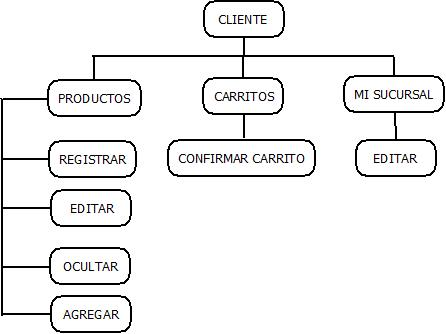 CLIENTE
PRODUCTOS
CARRITOS
MI SUCURSAL
REGISTRAR
CONFIRMAR CARRITO
EDITAR
EDITAR
OCULTAR
AGREGAR